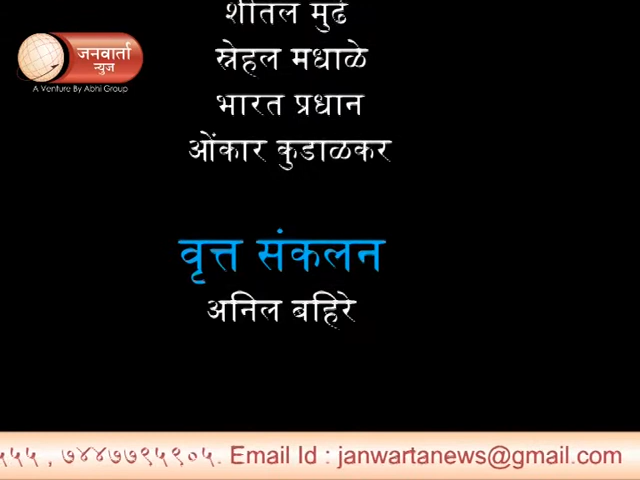 शीतल मुढे
जनवार्ता
न्युज
A Venture By Abhi Group
स्नेहल मधाळे
भारत प्रधान
ओंकार कुडाळकर
वृत्त संकलन
अनिल बहिरे
५५५ , ७४४७७९५९०५. Email Id : janwartanews@gmail.com